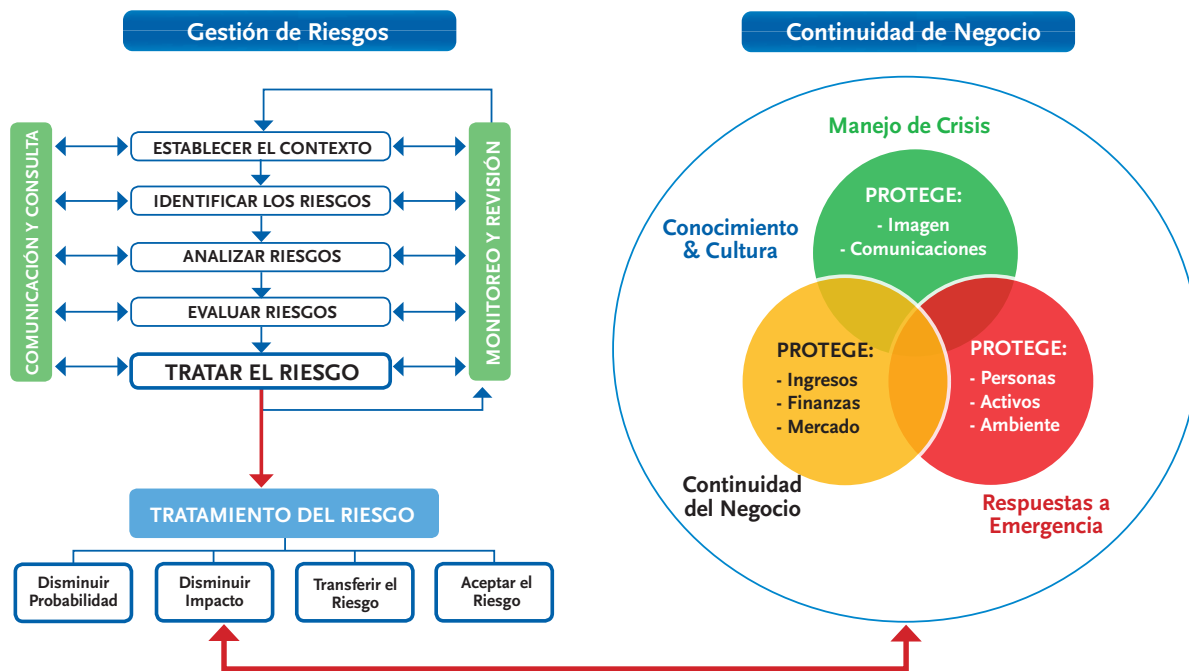 Gestión de Riesgos
COMUNICACIÓN Y CONSULTA
ESTABLECER EL CONTEXTO
IDENTIFICAR LOS RIESGOS
ANALIZAR RIESGOS
EVALUAR RIESGOS
TRATAR EL RIESGO
MONITOREO Y REVISIÓN
TRATAMIENTO DEL RIESGO
Disminuir
Probabilidad
Disminuir
Impacto
Transferir el
Riesgo
Aceptar el
Riesgo
Continuidad de Negocio
Manejo de Crisis
PROTEGE:
- Imagen
- Comunicaciones
Conocimiento
& Cultura
PROTEGE:
- Ingresos
- Finanzas
- Mercado
PROTEGE:
- Personas
- Activos
- Ambiente
Continuidad
del Negocio
Respuestas a
Emergencia